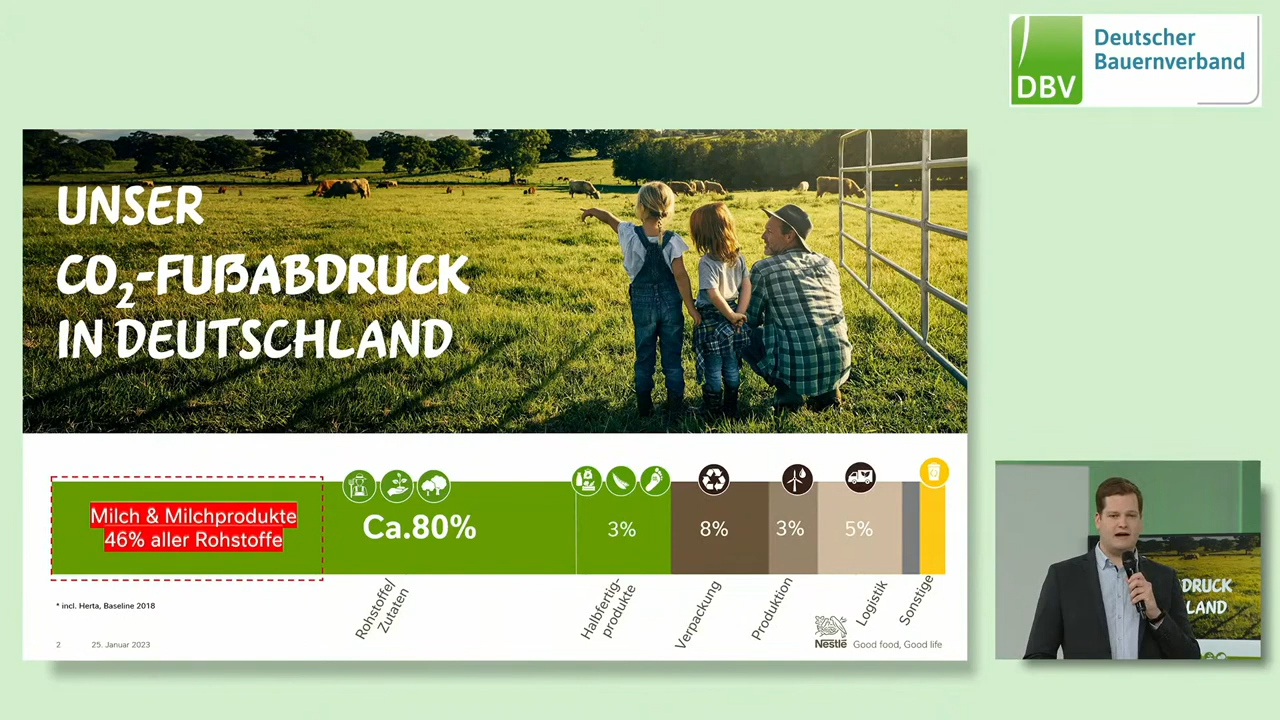 DBV
Deutscher
Bauernverband
UNSER
CO₂-FUẞABDRUCK
IN DEUTSCHLAND
Milch & Milchprodukte
46% aller Rohstoffe
Ca.80%
3%
8%
3%
5%
Rohstoffe/
Zutaten
Halbfertig-
produkte
Verpackung
Produktion
Logistik
Sonstige
* incl. Herta, Baseline 2018
2
25. Januar 2023
Nestlé
Good food, Good life
DRUCK
LAND